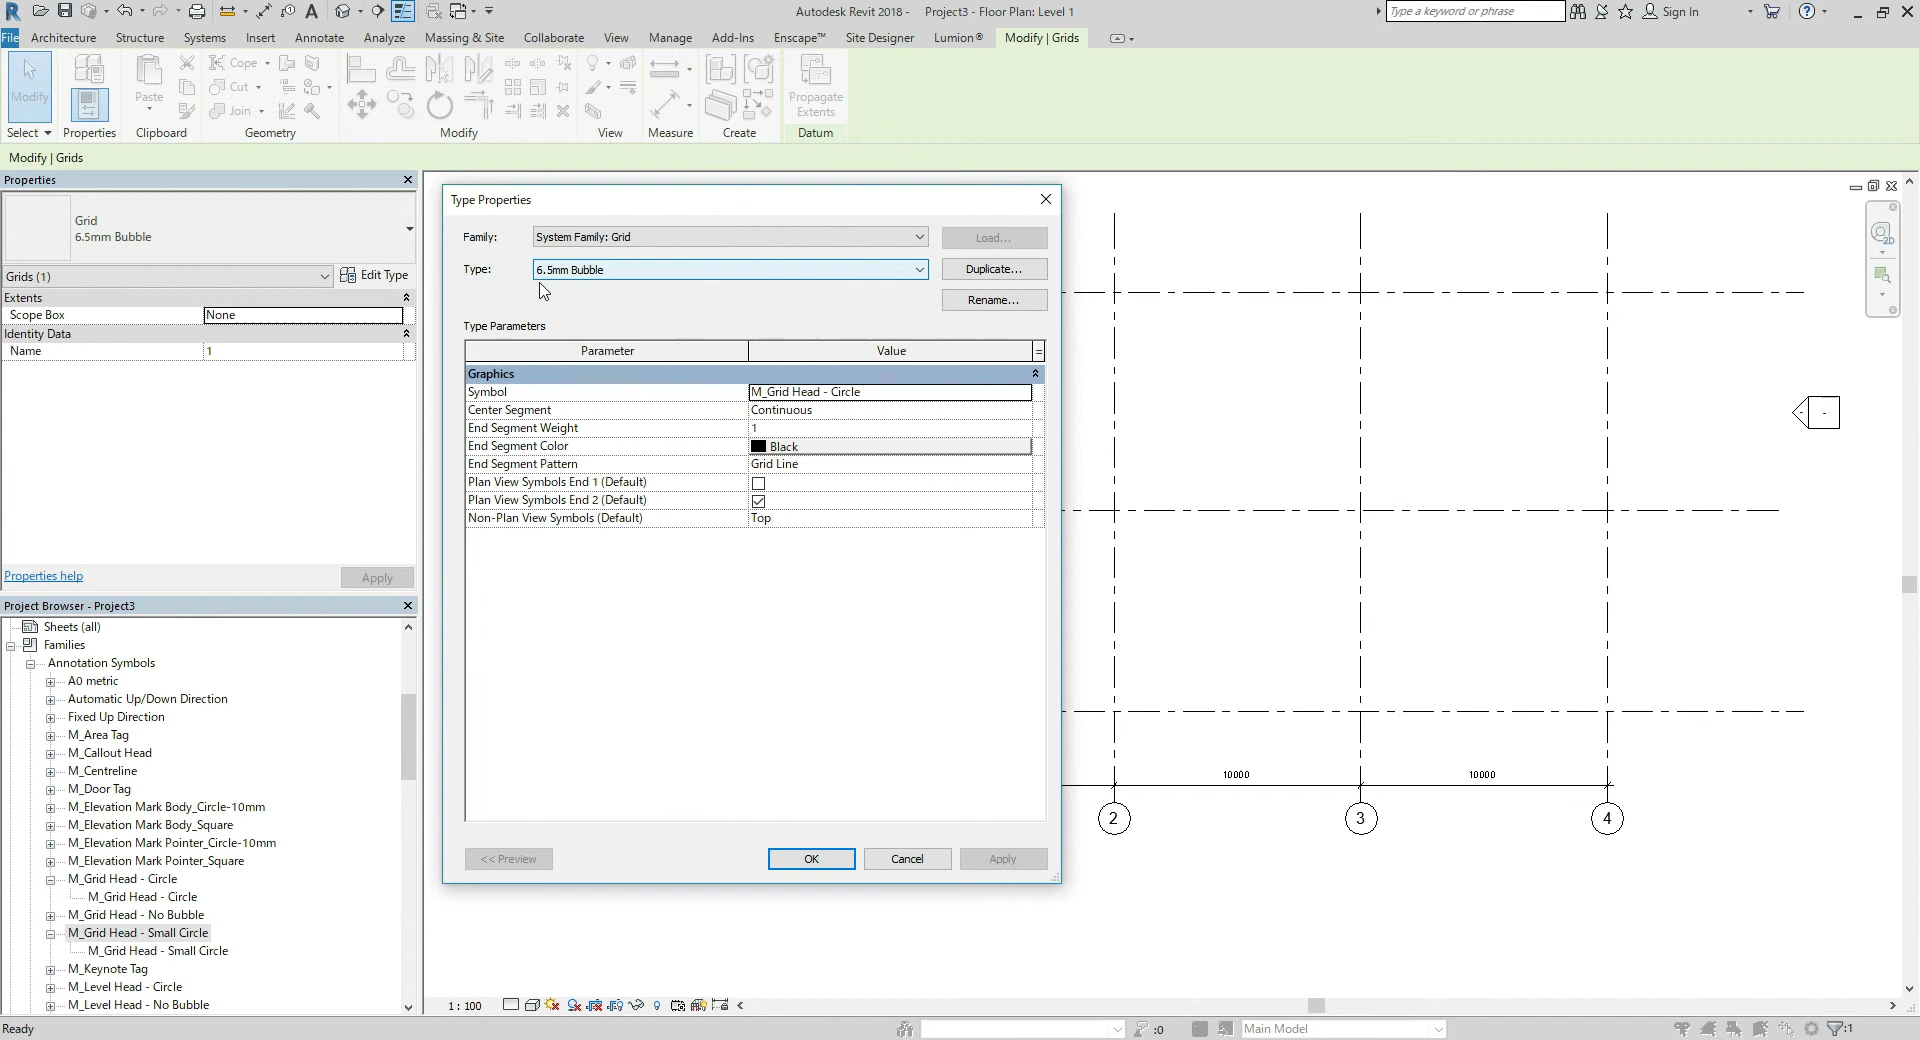 Autodesk Revit 2018 - Project3 - Floor Plan: Level 1
Type a keyword or phrase
Sign In
File Architecture Structure Systems Insert Annotate Analyze Massing & Site Collaborate View Manage Add-Ins Enscape™ Site Designer Lumion® Modify | Grids
Modify
Paste
Cope
Cut
Join
Propagate
Extents
Select Properties Clipboard Geometry Modify View Measure Create Datum
Modify | Grids
Properties
Grid
6.5mm Bubble
Grids (1) Edit Type
Extents
Scope Box None
Identity Data
Name 1
Properties help Apply
Project Browser - Project3
Sheets (all)
Families
Annotation Symbols
A0 metric
Automatic Up/Down Direction
Fixed Up Direction
M_Area Tag
M_Callout Head
M_Centreline
M_Door Tag
M_Elevation Mark Body_Circle-10mm
M_Elevation Mark Body_Square
M_Elevation Mark Pointer_Circle-10mm
M_Elevation Mark Pointer_Square
M_Grid Head - Circle
M_Grid Head - Circle
M_Grid Head - No Bubble
M_Grid Head - Small Circle
M_Grid Head - Small Circle
M_Keynote Tag
M_Level Head - Circle
M_Level Head - No Bubble
Type Properties
Family: System Family: Grid Load...
Type: 6.5mm Bubble Duplicate...
Rename...
Type Parameters
Parameter Value =
Graphics
Symbol M_Grid Head - Circle
Center Segment Continuous
End Segment Weight 1
End Segment Color Black
End Segment Pattern Grid Line
Plan View Symbols End 1 (Default)
Plan View Symbols End 2 (Default)
Non-Plan View Symbols (Default) Top
<< Preview OK Cancel Apply
2D
10000 10000
2 3 4
1 : 100
Ready
:0
Main Model
:1